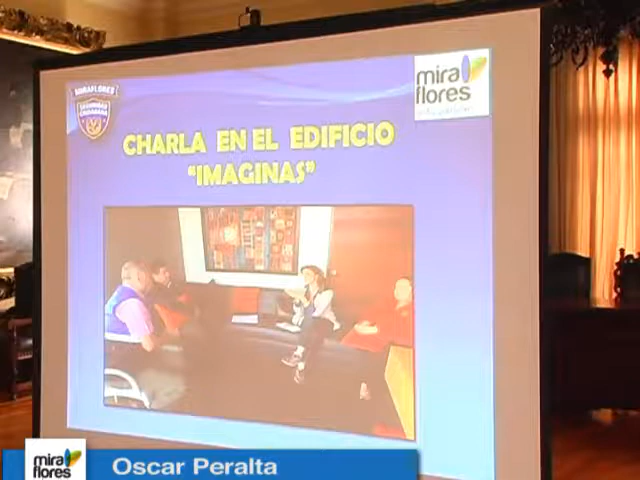 MIRAFLORES
mira
flores
CHARLA EN EL EDIFICIO
"IMAGINAS"
mira
flores
Oscar Peralta